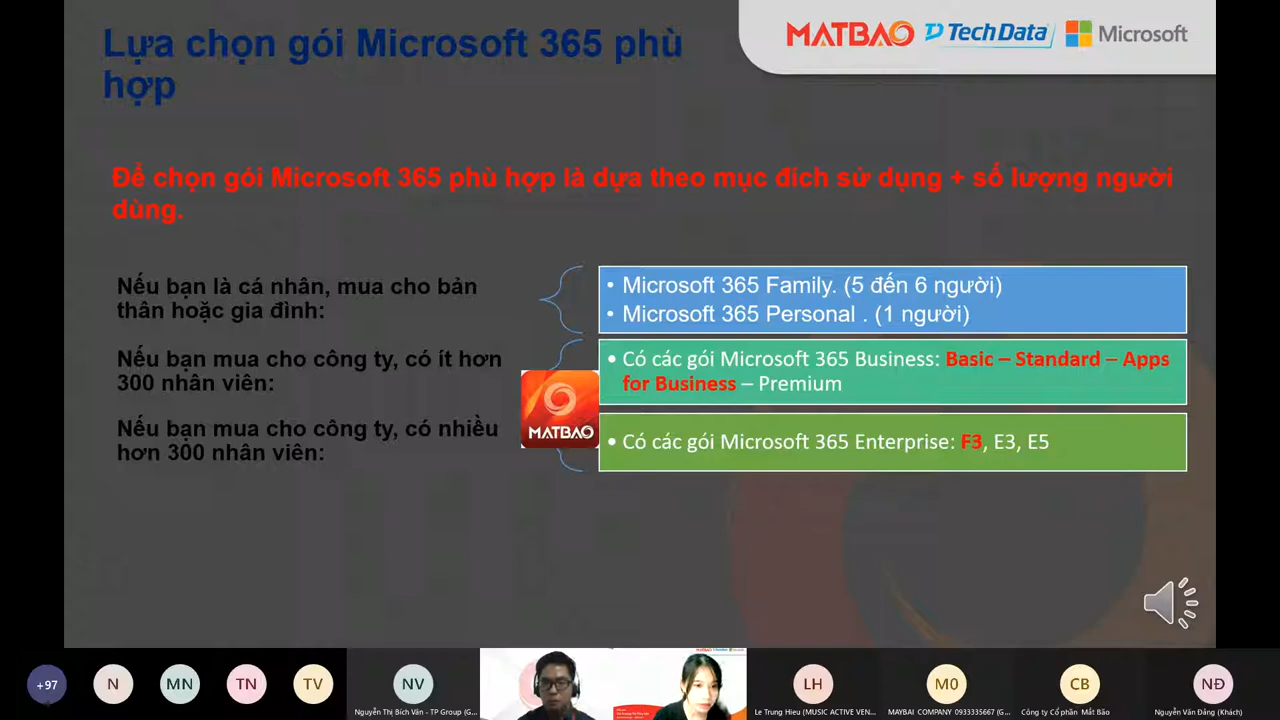 Lựa chọn gói Microsoft 365 phù
hợp
MATBAO TechData Microsoft
Để chọn gói Microsoft 365 phù hợp là dựa theo mục đích sử dụng + số lượng người
dùng.
Nếu bạn là cá nhân, mua cho bản
thân hoặc gia đình:
• Microsoft 365 Family. (5 đến 6 người)
• Microsoft 365 Personal . (1 người)
Nếu bạn mua cho công ty, có ít hơn
300 nhân viên:
• Có các gói Microsoft 365 Business: Basic – Standard – Apps
for Business – Premium
MATBAO
Nếu bạn mua cho công ty, có nhiều
hơn 300 nhân viên:
• Có các gói Microsoft 365 Enterprise: F3, E3, E5
+97 N MN TN TV NV LH M0 CB NĐ
Nguyễn Thị Bích Vân - TP Group (G...
Le Trung Hieu (MUSIC ACTIVE VEN...
MAYBAI COMPANY 0933335667 (G...
Công ty Cổ phần Mắt Bão
Nguyễn Văn Đảng (Khách)